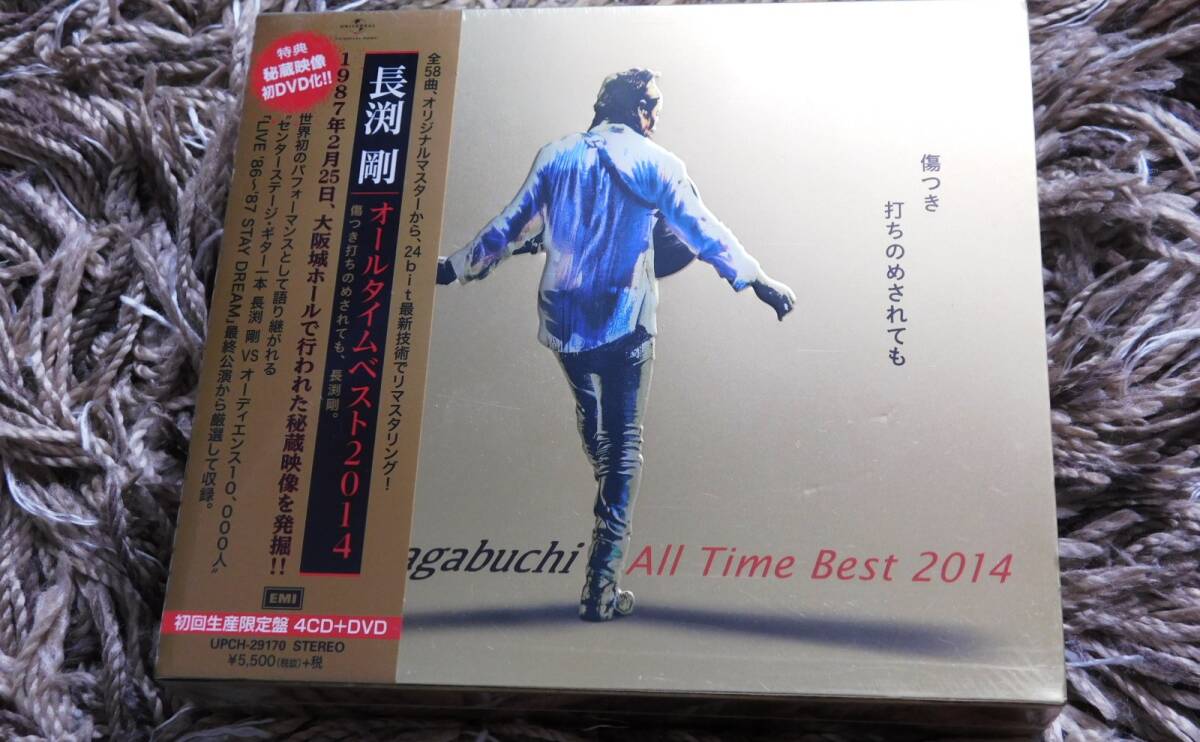 UNIVERSAL
特典
秘蔵映像
初DVD化!!
全58曲、オリジナルマスターから、24bit最新技術でリマスタリング!
長渕 剛 オールタイムベスト2014
傷つき打ちのめされても、長渕剛。
1987年2月25日、大阪城ホールで行われた秘蔵映像を発掘!!
世界初のパフォーマンスとして語り継がれる
"センターステージ・ギター一本 長渕 剛 VS オーディエンス10,000人"
「LIVE '86~'87 STAY DREAM」最終公演から厳選して収録。
EMI
初回生産限定盤 4CD+DVD
UPCH-29170 STEREO
¥5,500(税抜)+税
傷つき
打ちのめされても
agabuchi All Time Best 2014